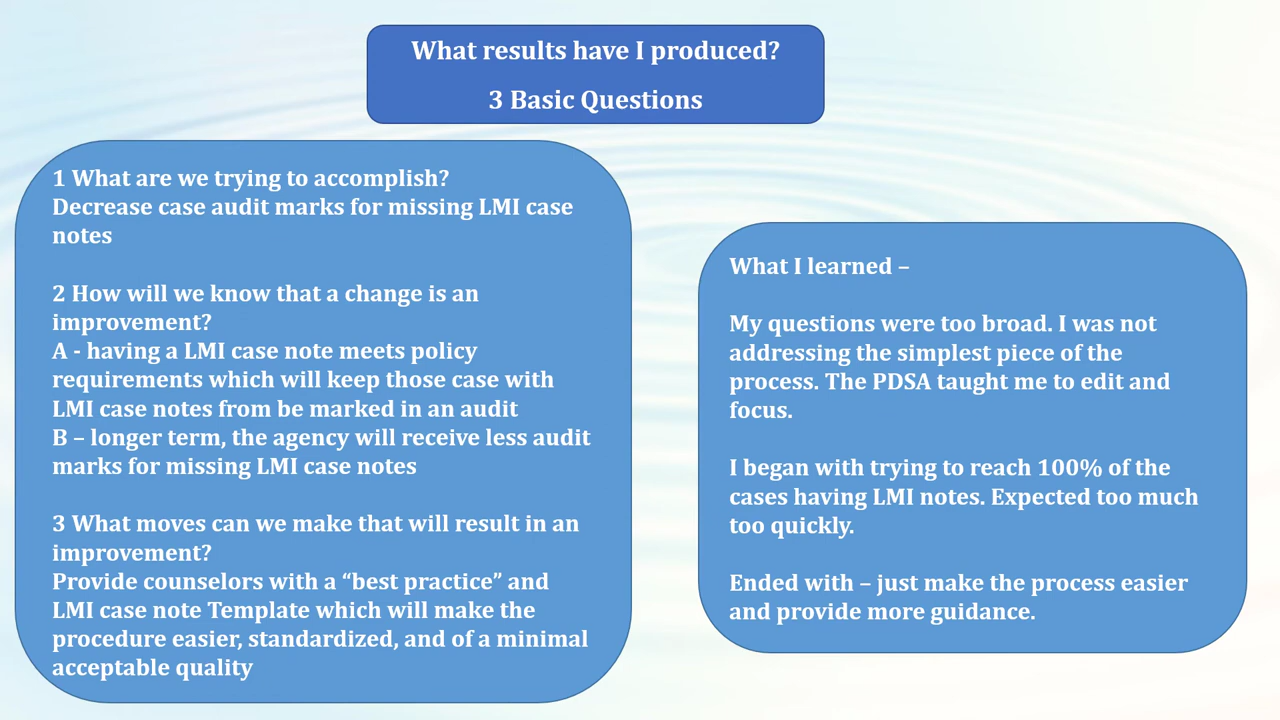 What results have I produced?
3 Basic Questions
1 What are we trying to accomplish?
Decrease case audit marks for missing LMI case
notes
2 How will we know that a change is an
improvement?
A - having a LMI case note meets policy
requirements which will keep those case with
LMI case notes from be marked in an audit
B – longer term, the agency will receive less audit
marks for missing LMI case notes
3 What moves can we make that will result in an
improvement?
Provide counselors with a “best practice” and
LMI case note Template which will make the
procedure easier, standardized, and of a minimal
acceptable quality
What I learned –
My questions were too broad. I was not
addressing the simplest piece of the
process. The PDSA taught me to edit and
focus.
I began with trying to reach 100% of the
cases having LMI notes. Expected too much
too quickly.
Ended with – just make the process easier
and provide more guidance.